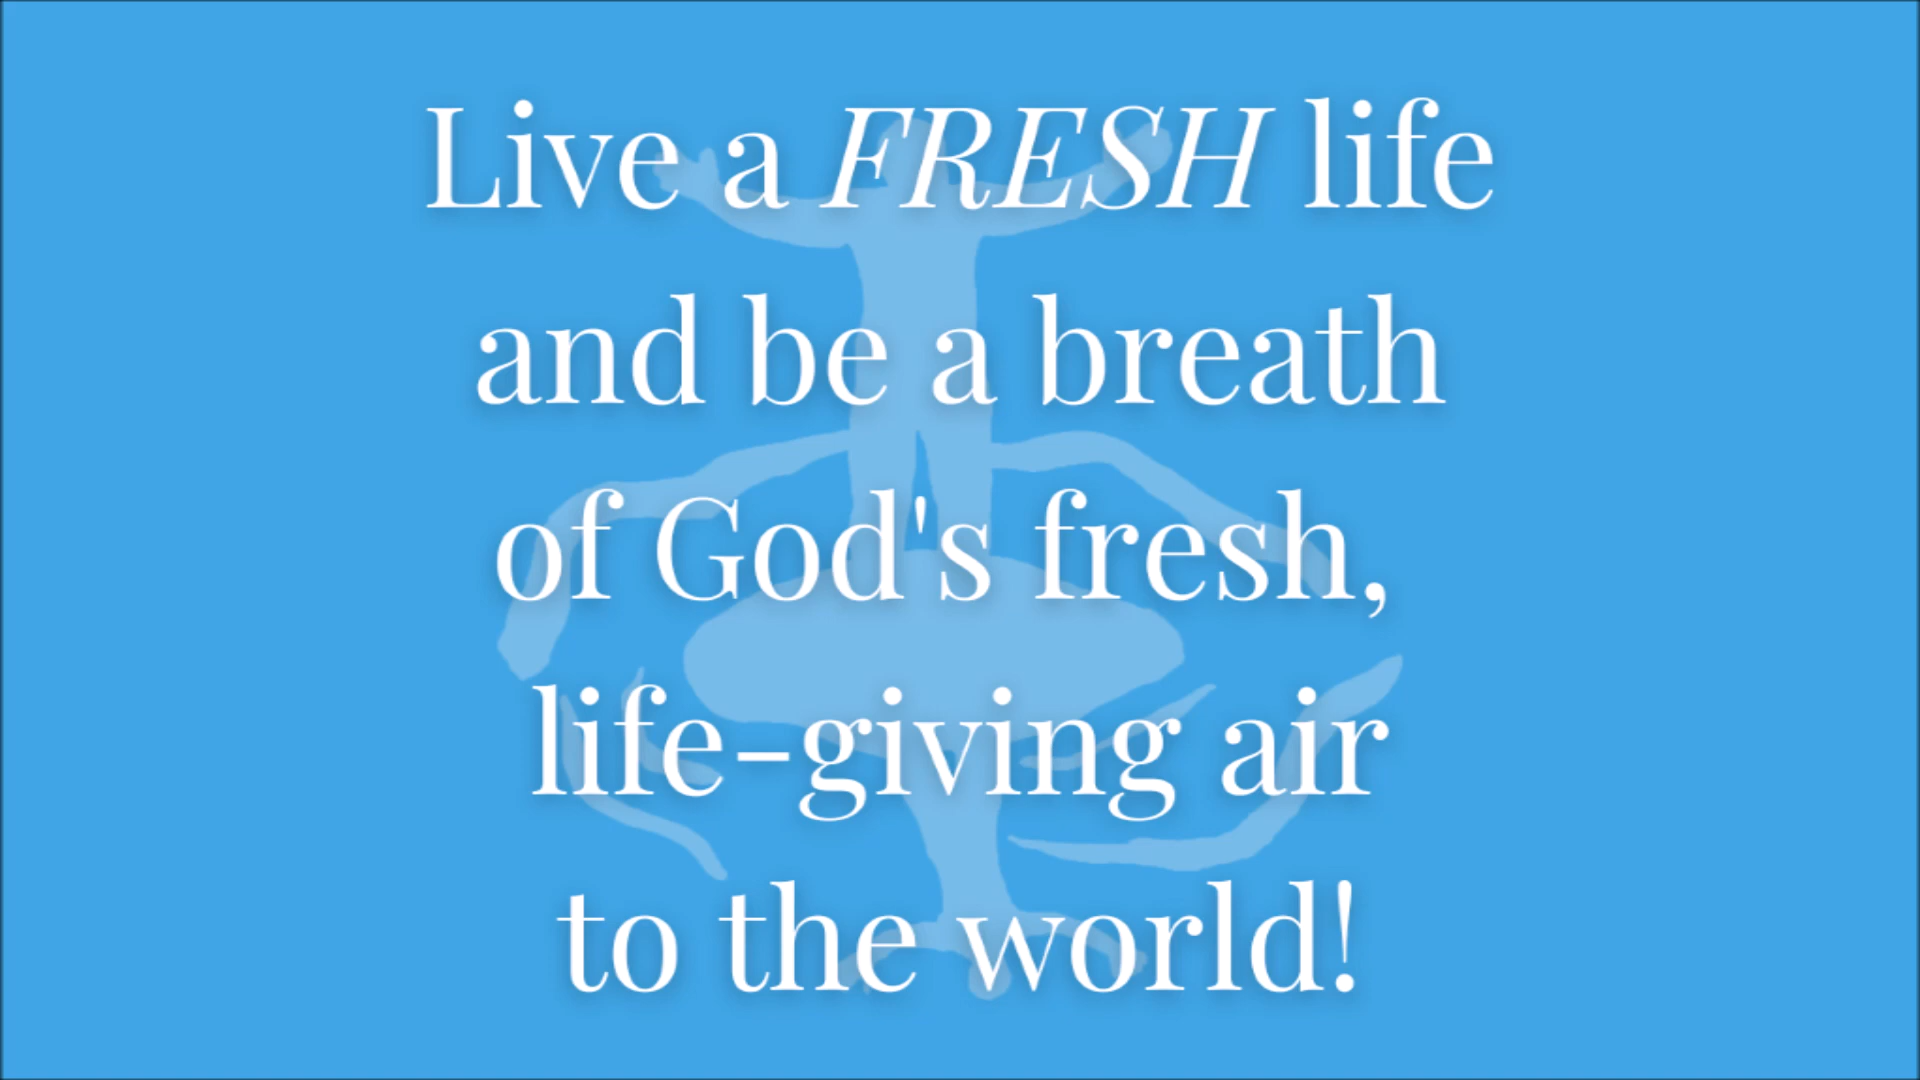 Live a FRESH life
and be a breath
of God's fresh,
life-giving air
to the world!